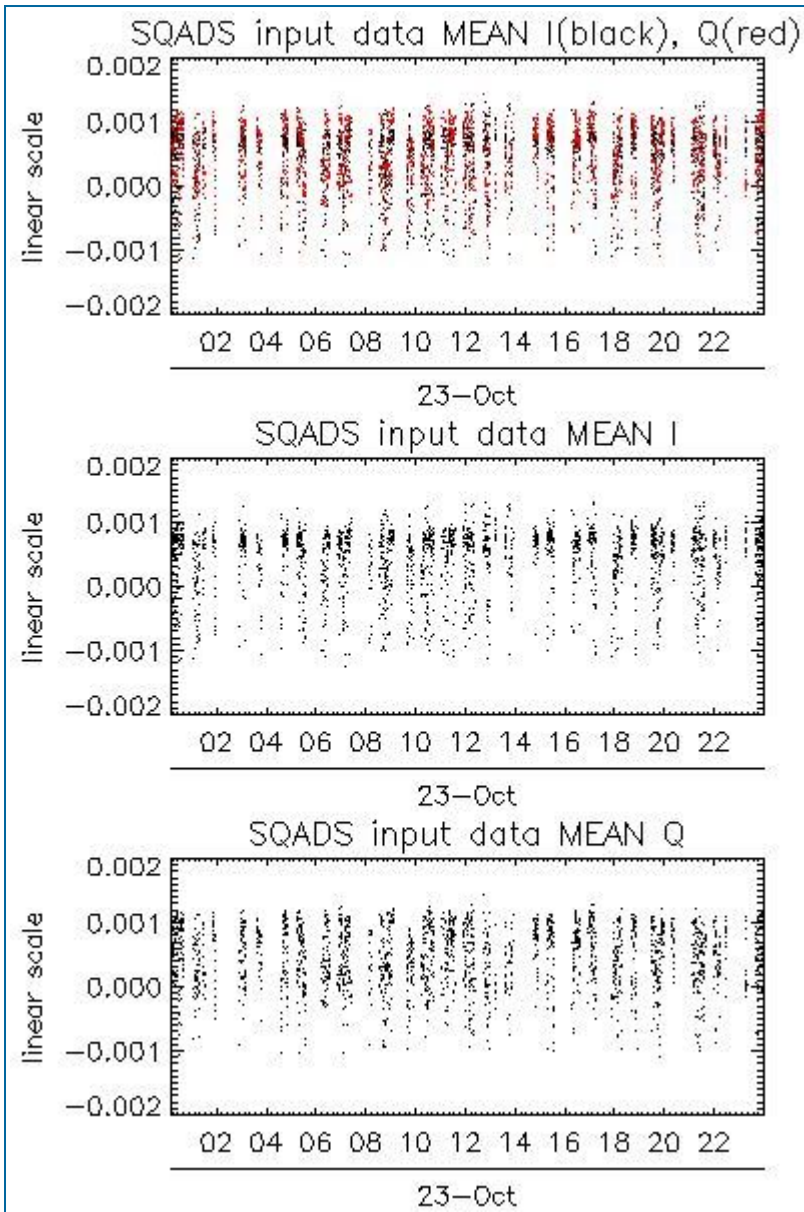 SQADS input data MEAN I(black), Q(red)
linear scale
0.002
0.001
0.000
-0.001
-0.002
02 04 06 08 10 12 14 16 18 20 22
23-Oct
SQADS input data MEAN I
linear scale
0.002
0.001
0.000
-0.001
-0.002
02 04 06 08 10 12 14 16 18 20 22
23-Oct
SQADS input data MEAN Q
linear scale
0.002
0.001
0.000
-0.001
-0.002
02 04 06 08 10 12 14 16 18 20 22
23-Oct